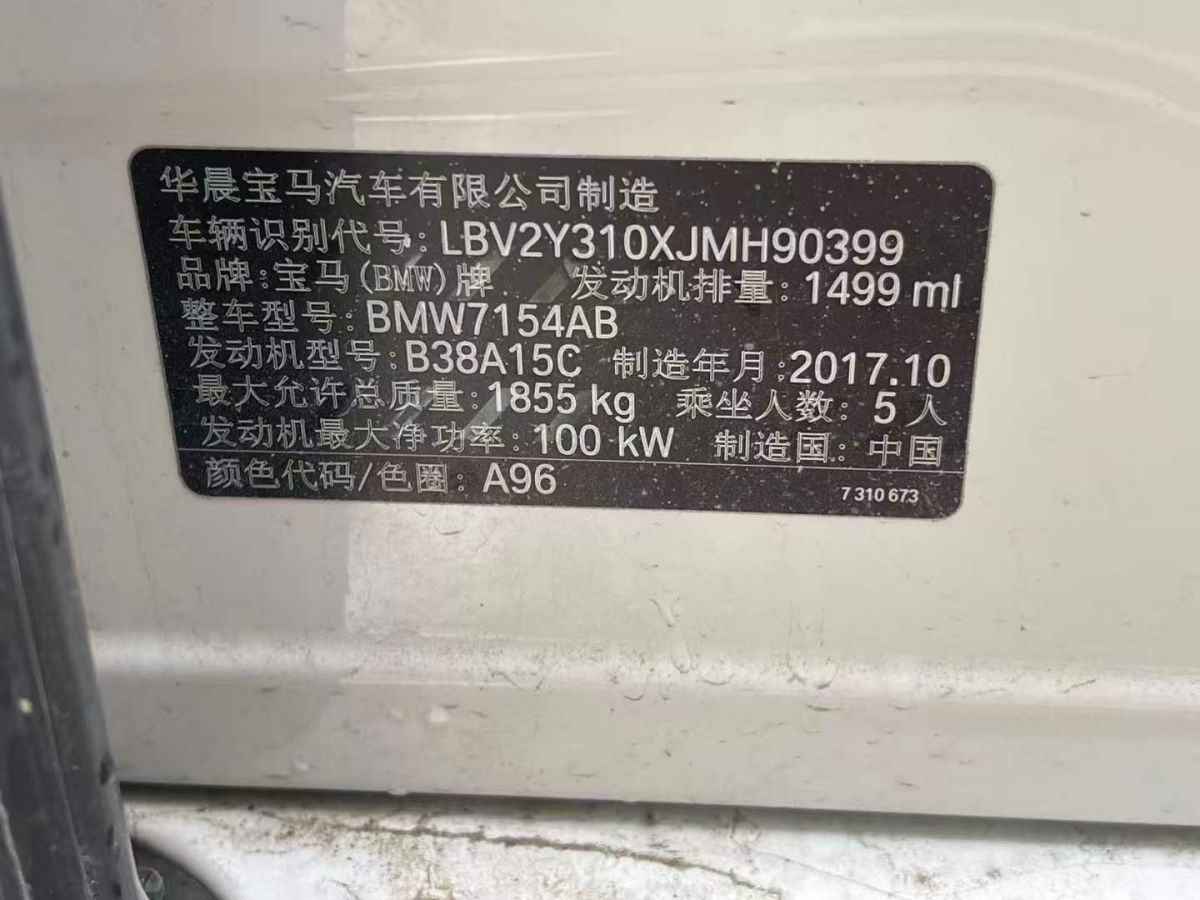 华晨宝马汽车有限公司制造
车辆识别代号: LBV2Y310XJMH90399
品牌: 宝马(BMW)牌 发动机排量: 1499 ml
整车型号: BMW7154AB
发动机型号: B38A15C 制造年月: 2017.10
最大允许总质量: 1855 kg 乘坐人数: 5 人
发动机最大净功率: 100 kW 制造国: 中国
颜色代码/色圈: A96 7 310 673